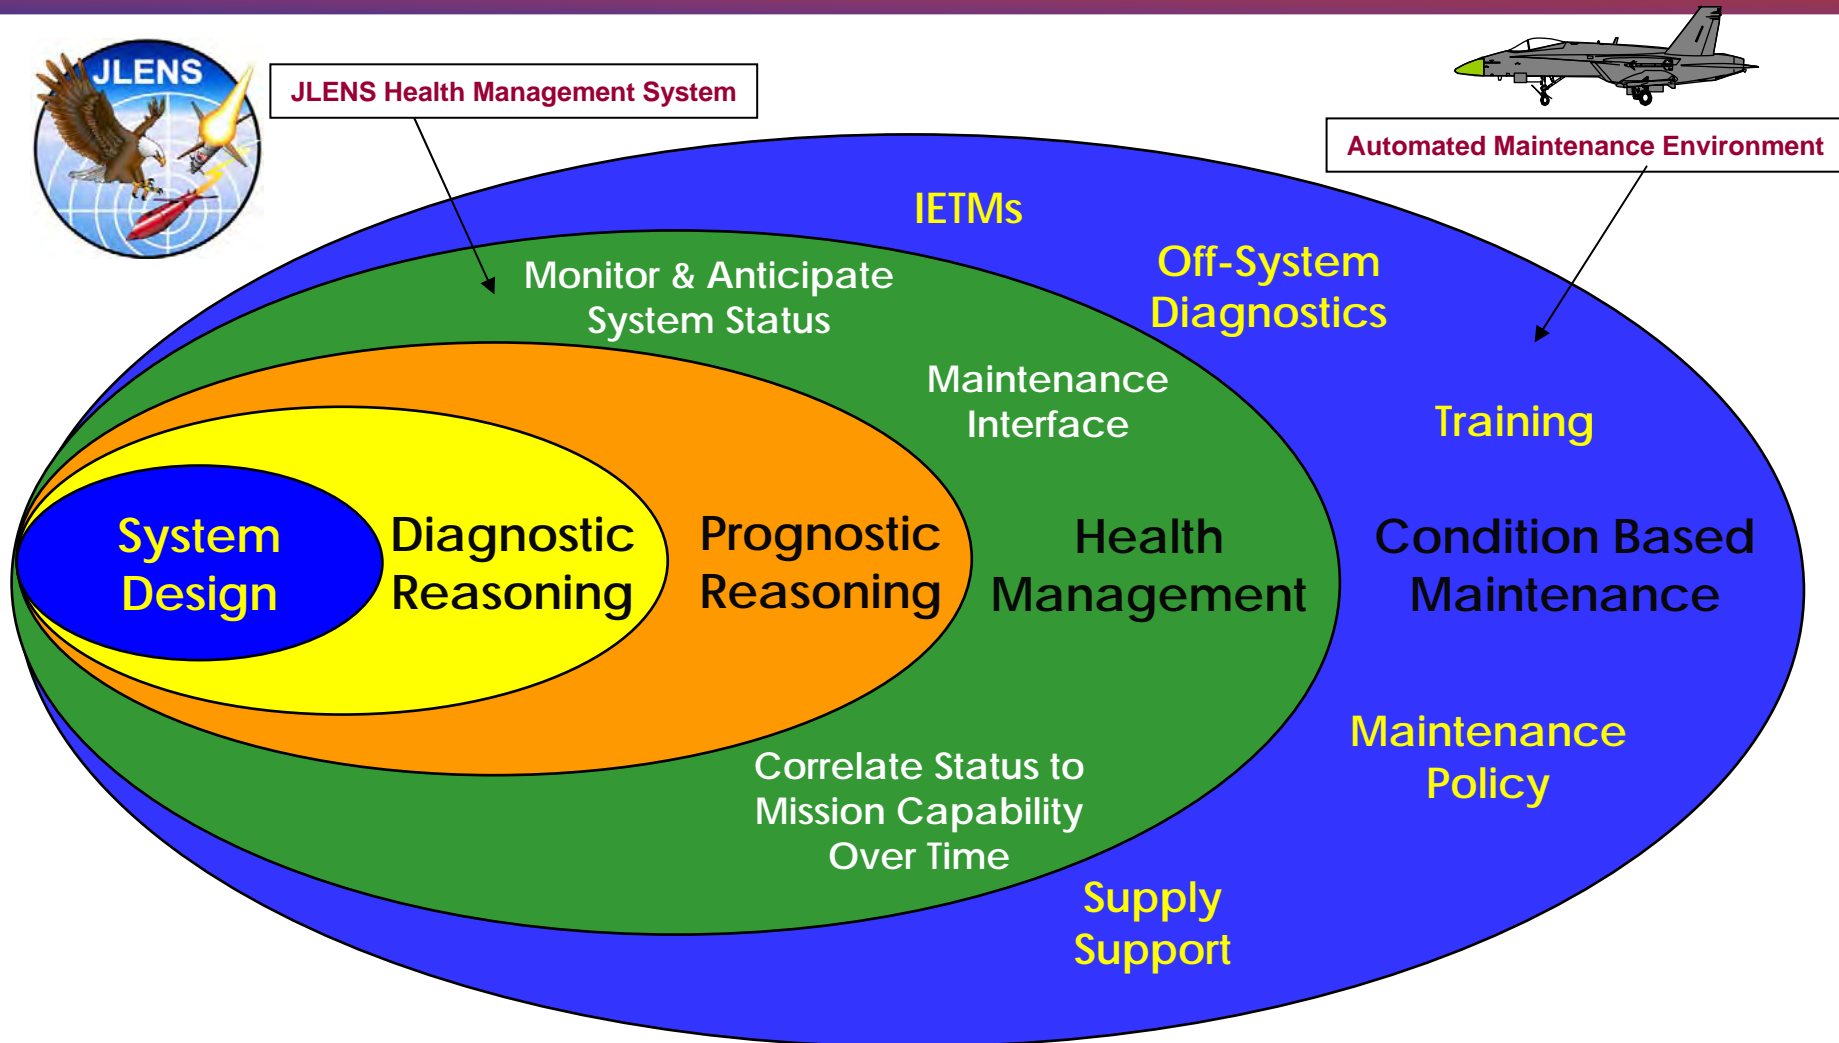 JLENS
JLENS Health Management System
Automated Maintenance Environment
IETMs
Off-System
Diagnostics
Monitor & Anticipate
System Status
Maintenance
Interface
Training
System
Design
Diagnostic
Reasoning
Prognostic
Reasoning
Health
Management
Condition Based
Maintenance
Maintenance
Policy
Correlate Status to
Mission Capability
Over Time
Supply
Support